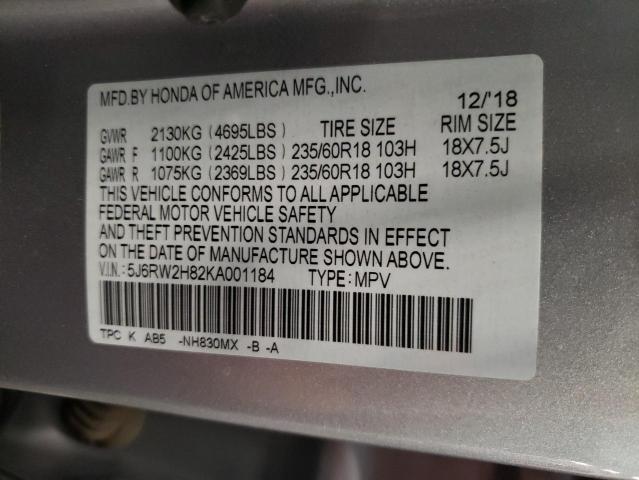 MFD.BY HONDA OF AMERICA MFG.,INC.
12/'18
GVWR 2130KG (4695LBS) TIRE SIZE RIM SIZE
GAWR F 1100KG (2425LBS) 235/60R18 103H 18X7.5J
GAWR R 1075KG (2369LBS) 235/60R18 103H 18X7.5J
THIS VEHICLE CONFORMS TO ALL APPLICABLE
FEDERAL MOTOR VEHICLE SAFETY
AND THEFT PREVENTION STANDARDS IN EFFECT
ON THE DATE OF MANUFACTURE SHOWN ABOVE.
V.I.N.: 5J6RW2H82KA001184 TYPE: MPV
TPC K AB5 -NH830MX -B -A